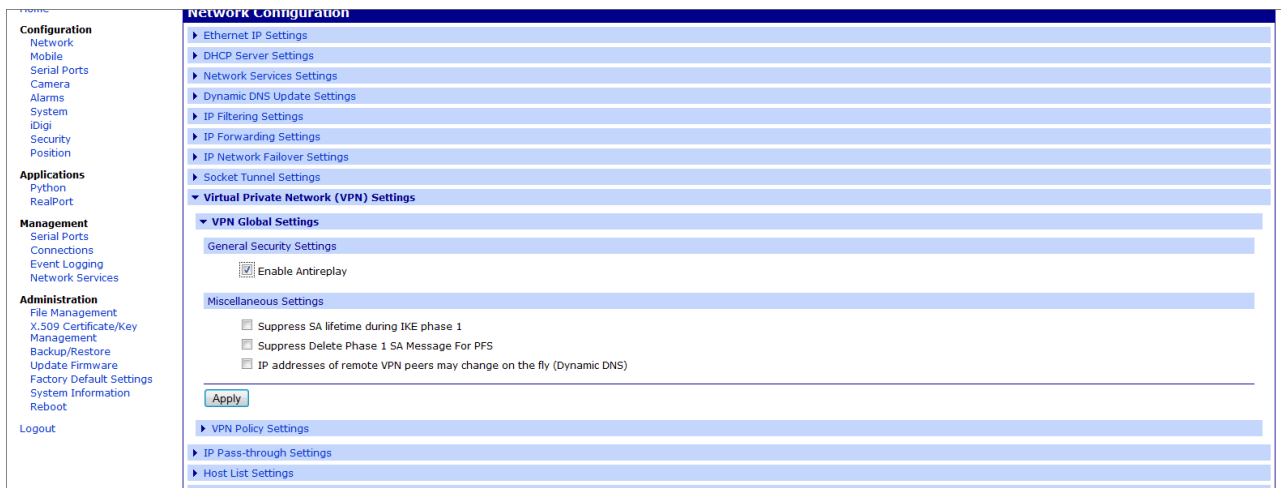 Home
Configuration
Network
Mobile
Serial Ports
Camera
Alarms
System
iDigi
Security
Position
Applications
Python
RealPort
Management
Serial Ports
Connections
Event Logging
Network Services
Administration
File Management
X.509 Certificate/Key
Management
Backup/Restore
Update Firmware
Factory Default Settings
System Information
Reboot
Logout
Network Configuration
Ethernet IP Settings
DHCP Server Settings
Network Services Settings
Dynamic DNS Update Settings
IP Filtering Settings
IP Forwarding Settings
IP Network Failover Settings
Socket Tunnel Settings
Virtual Private Network (VPN) Settings
VPN Global Settings
General Security Settings
Enable Antireplay
Miscellaneous Settings
Suppress SA lifetime during IKE phase 1
Suppress Delete Phase 1 SA Message For PFS
IP addresses of remote VPN peers may change on the fly (Dynamic DNS)
Apply
VPN Policy Settings
IP Pass-through Settings
Host List Settings